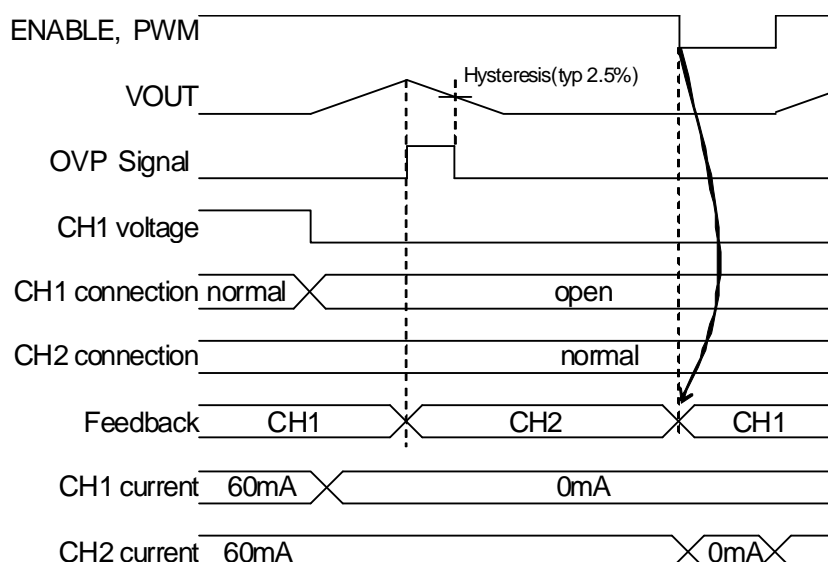 ENABLE, PWM
Hysteresis(typ 2.5%)
VOUT
OVP Signal
CH1 voltage
CH1 connection normal open
CH2 connection normal
Feedback CH1 CH2 CH1
CH1 current 60mA 0mA
CH2 current 60mA 0mA